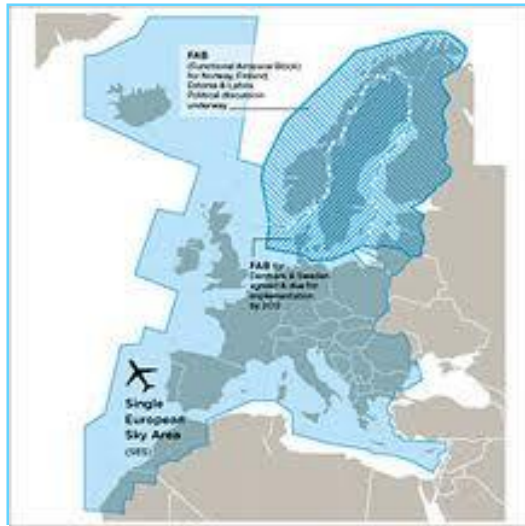 FAB
(Functional Airspace Block)
for Norway, Finland,
Estonia & Latvia
Political discussion
underway
FAB for
Denmark & Sweden
agreed & due for
implementation
by 2012
Single
European
Sky Area
(SES)